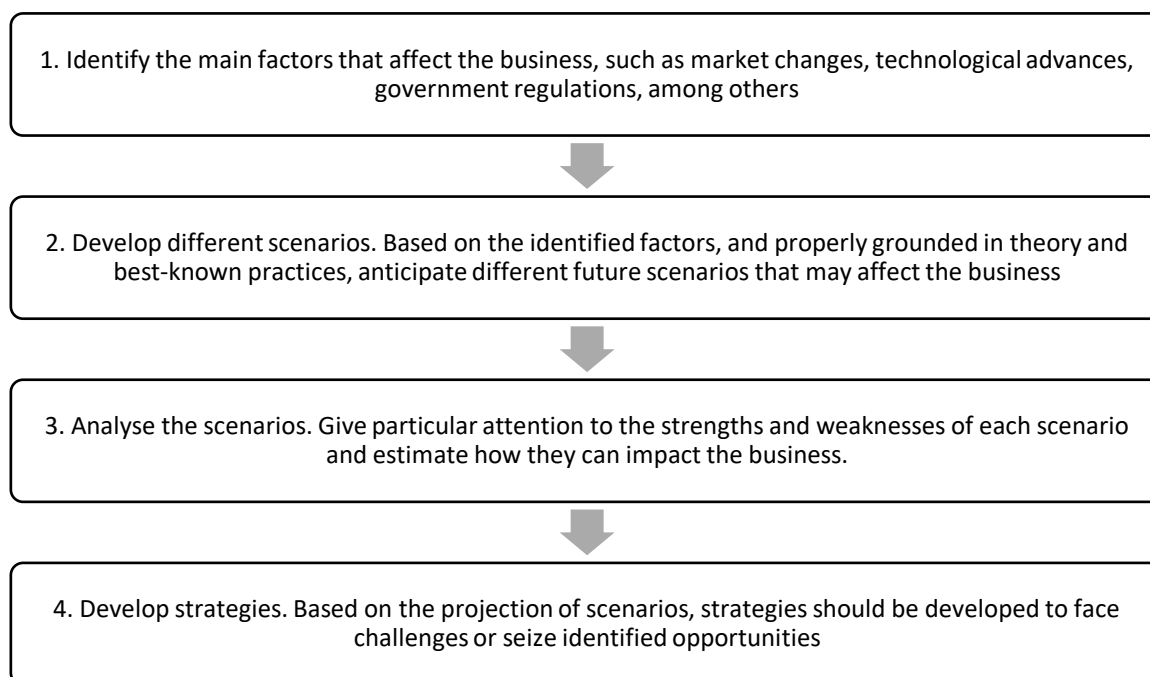 1. Identify the main factors that affect the business, such as market changes, technological advances,
government regulations, among others
2. Develop different scenarios. Based on the identified factors, and properly grounded in theory and
best-known practices, anticipate different future scenarios that may affect the business
3. Analyse the scenarios. Give particular attention to the strengths and weaknesses of each scenario
and estimate how they can impact the business.
4. Develop strategies. Based on the projection of scenarios, strategies should be developed to face
challenges or seize identified opportunities